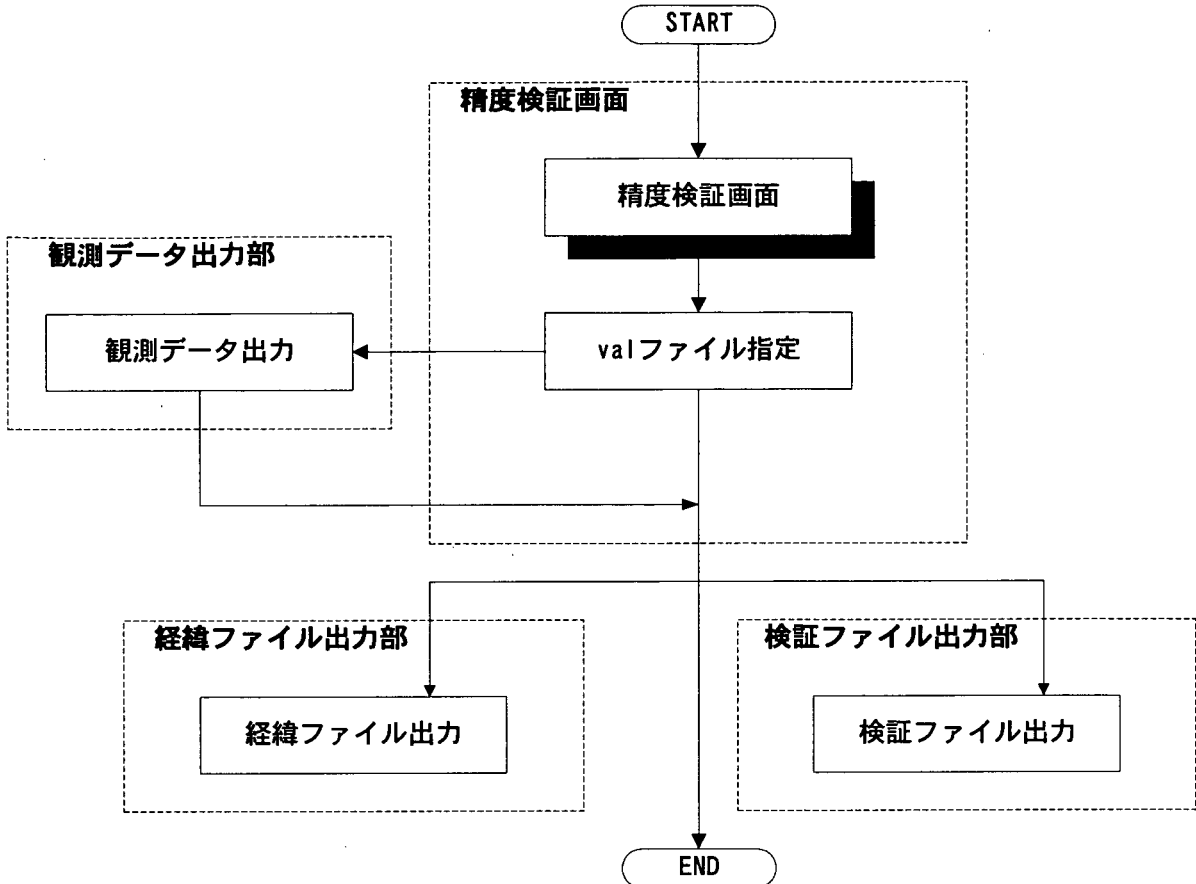 START
精度検証画面
精度検証画面
観測データ出力部
観測データ出力
valファイル指定
経緯ファイル出力部
経緯ファイル出力
検証ファイル出力部
検証ファイル出力
END